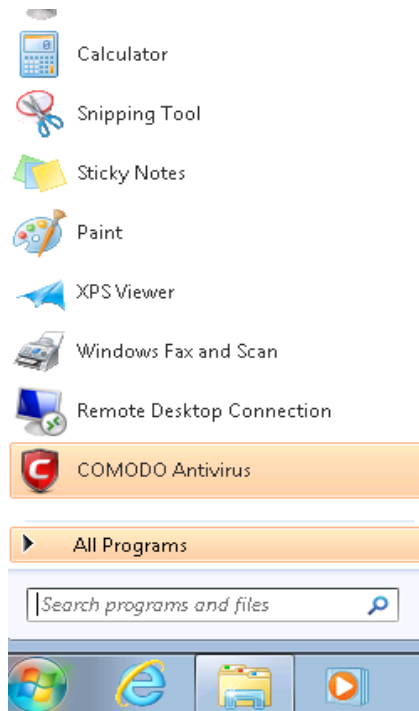 Calculator
Snipping Tool
Sticky Notes
Paint
XPS Viewer
Windows Fax and Scan
Remote Desktop Connection
COMODO Antivirus
All Programs
Search programs and files